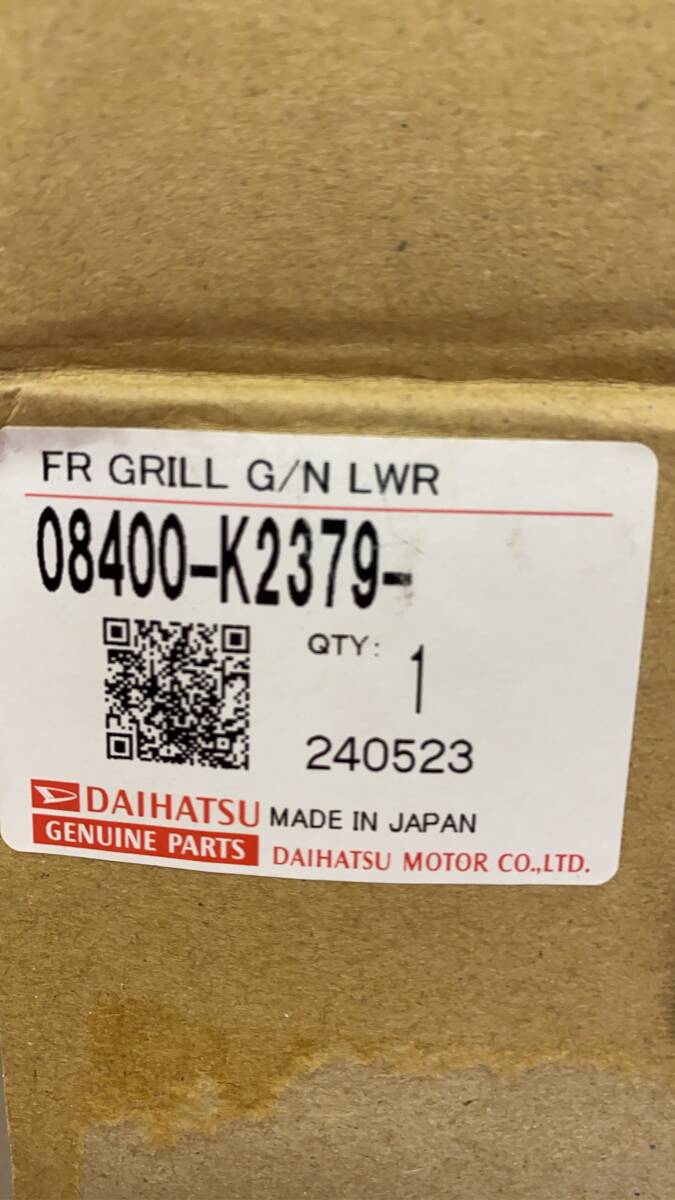 FR GRILL G/N LWR
08400-K2379-
QTY: 1
240523
DAIHATSU MADE IN JAPAN
GENUINE PARTS DAIHATSU MOTOR CO.,LTD.